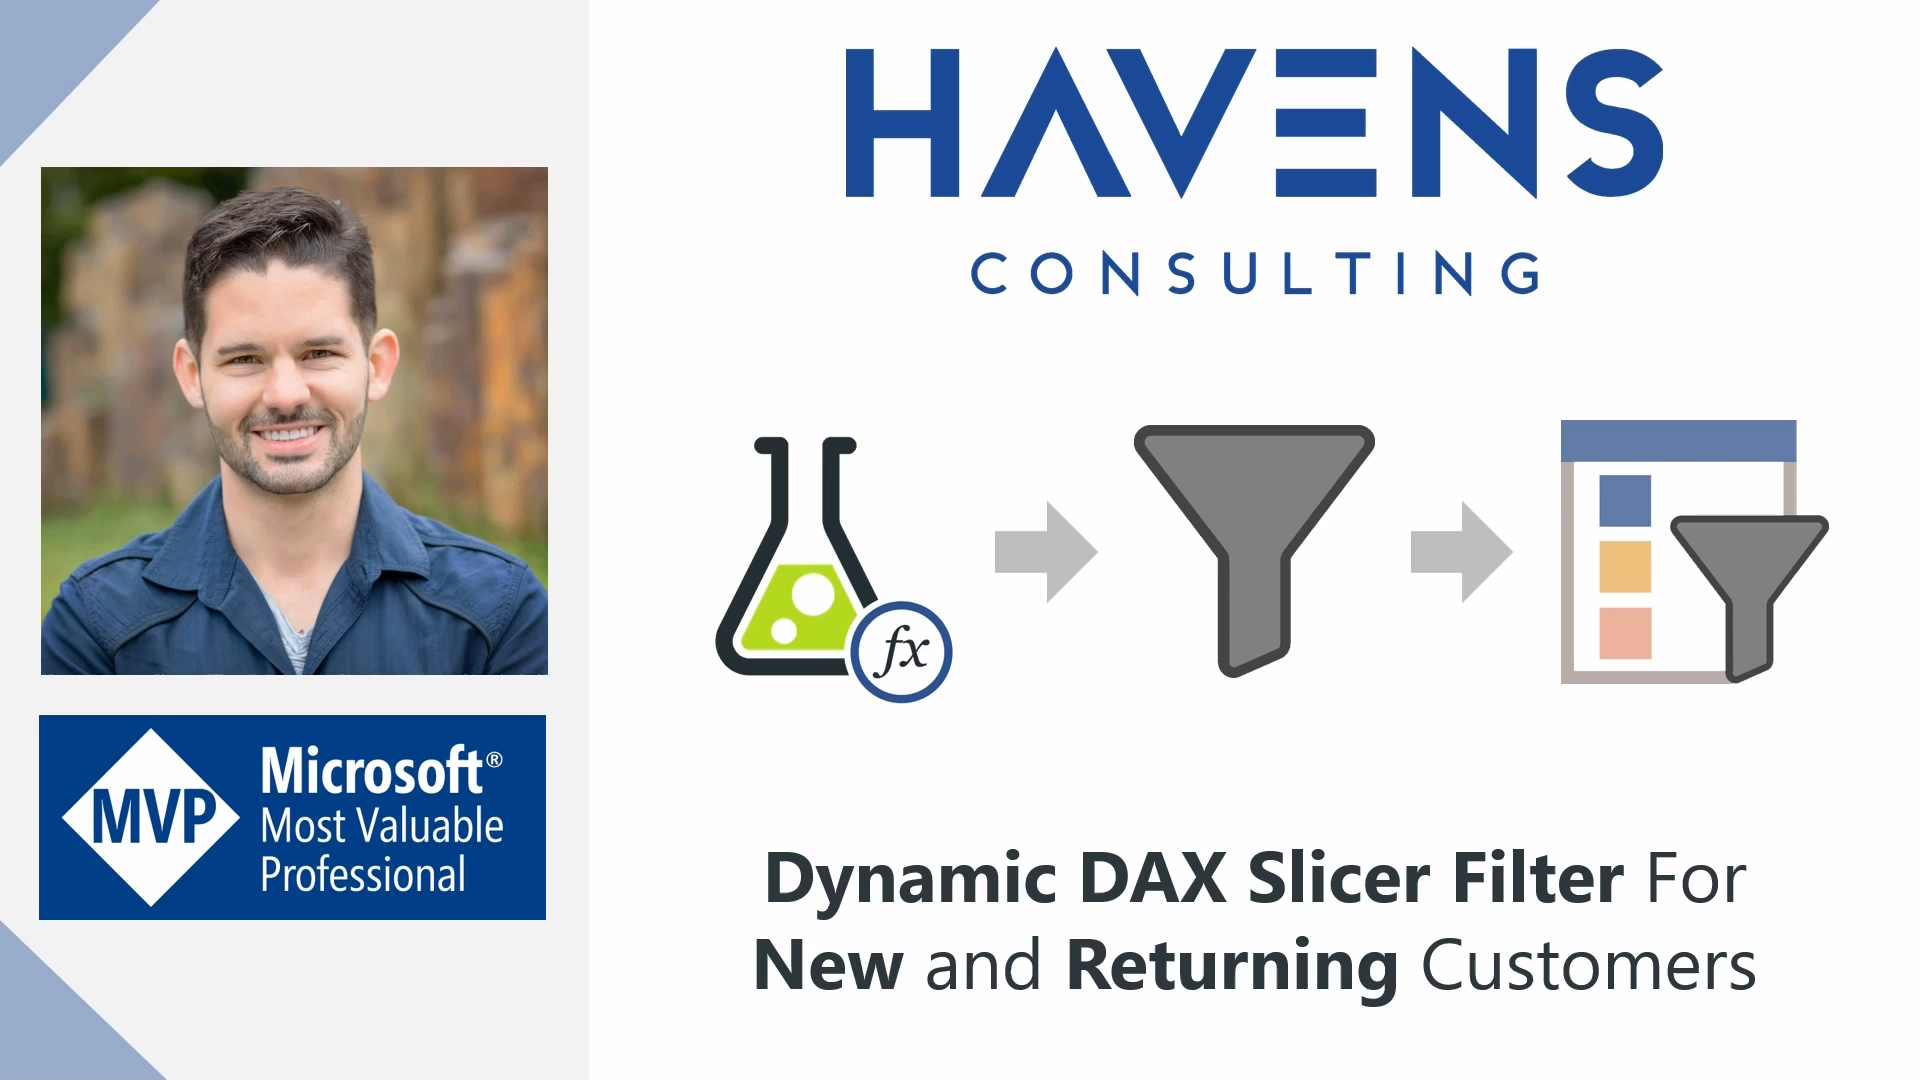 HAVENS
CONSULTING
fx
MVP
Microsoft®
Most Valuable
Professional
Dynamic DAX Slicer Filter For
New and Returning Customers